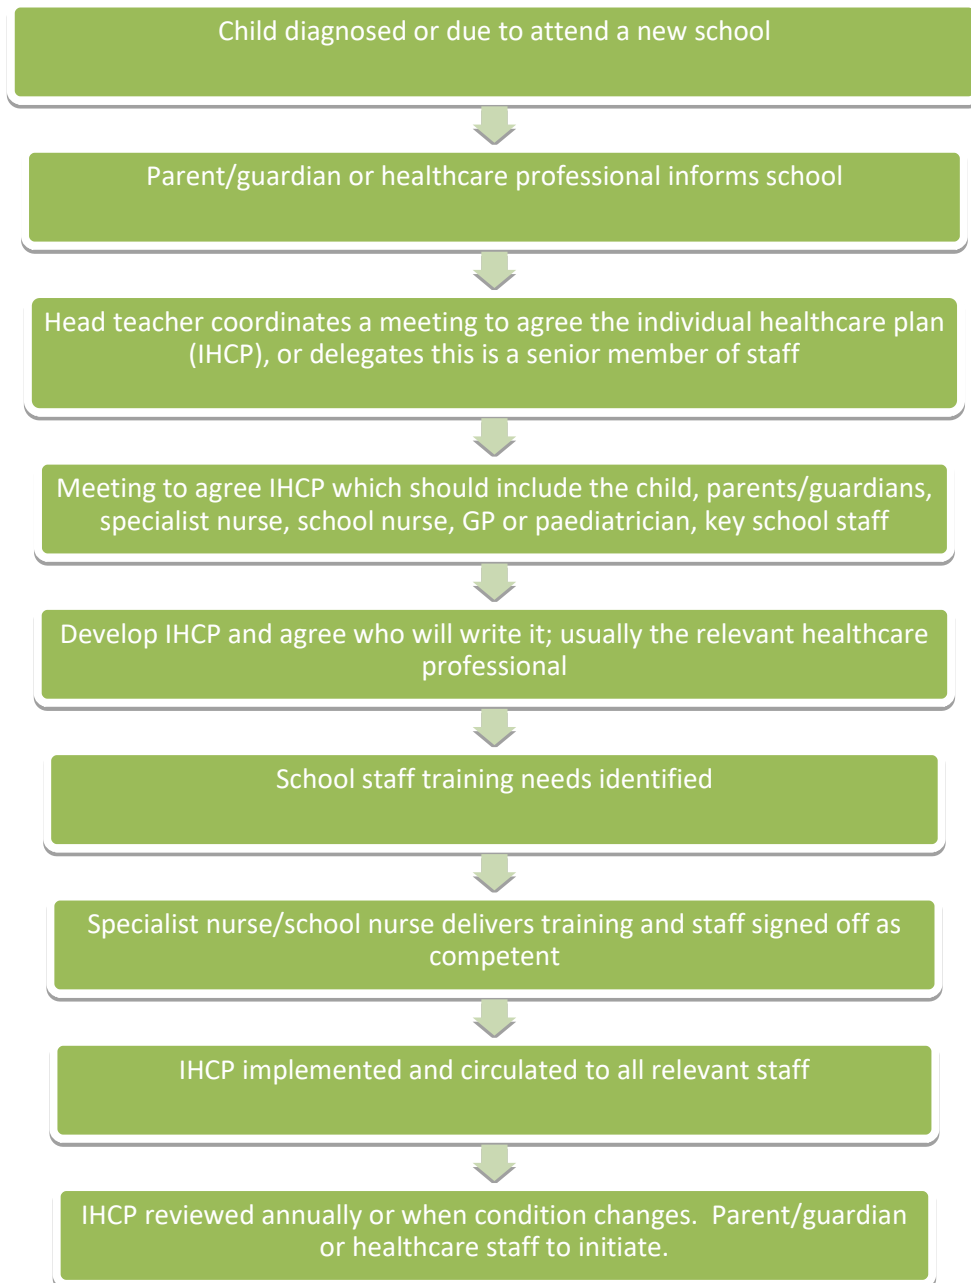 Child diagnosed or due to attend a new school
Parent/guardian or healthcare professional informs school
Head teacher coordinates a meeting to agree the individual healthcare plan
(IHCP), or delegates this is a senior member of staff
Meeting to agree IHCP which should include the child, parents/guardians,
specialist nurse, school nurse, GP or paediatrician, key school staff
Develop IHCP and agree who will write it; usually the relevant healthcare
professional
School staff training needs identified
Specialist nurse/school nurse delivers training and staff signed off as
competent
IHCP implemented and circulated to all relevant staff
IHCP reviewed annually or when condition changes.  Parent/guardian
or healthcare staff to initiate.